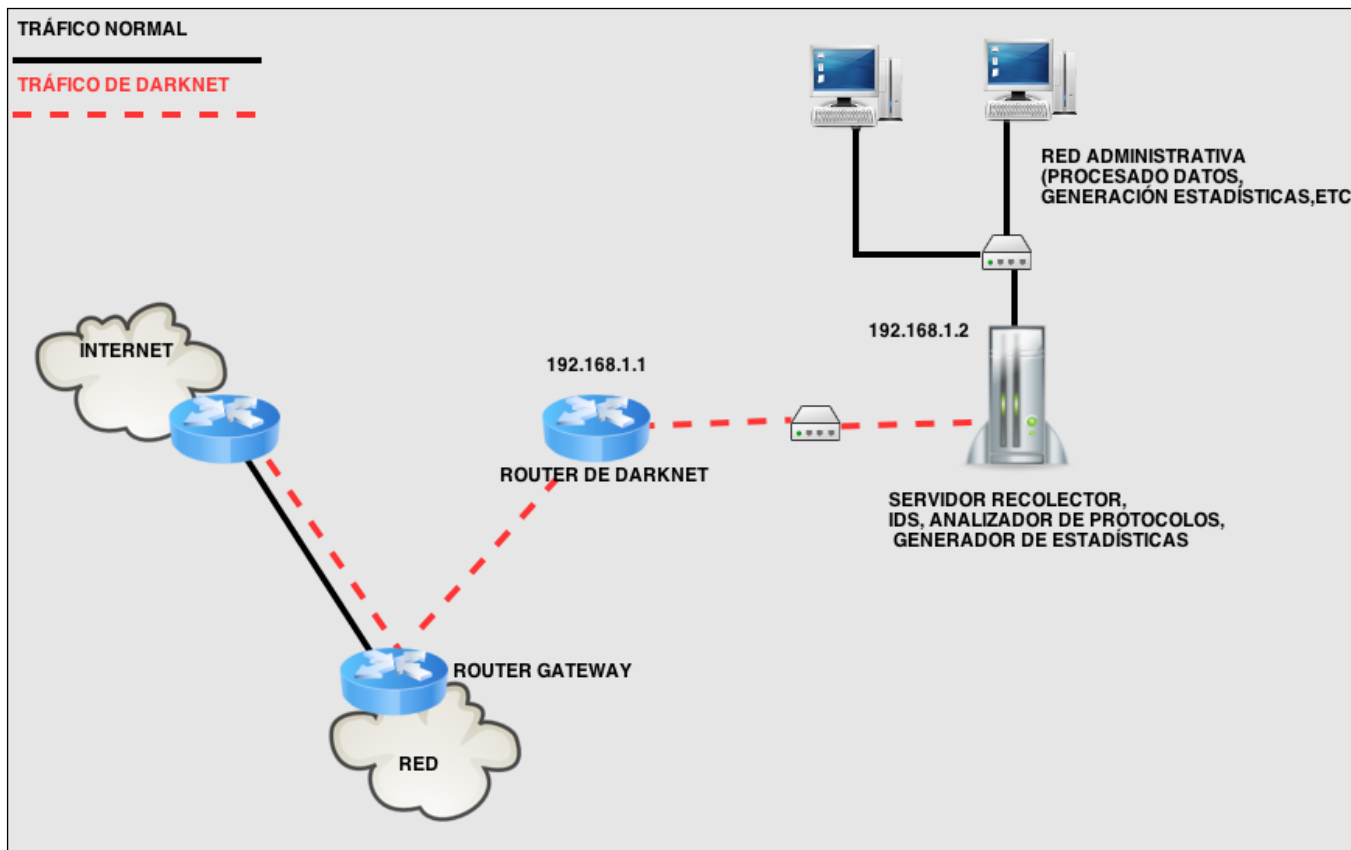 TRÁFICO NORMAL
TRÁFICO DE DARKNET
RED ADMINISTRATIVA
(PROCESADO DATOS,
GENERACIÓN ESTADÍSTICAS,ETC
192.168.1.2
INTERNET
192.168.1.1
ROUTER DE DARKNET
SERVIDOR RECOLECTOR,
IDS, ANALIZADOR DE PROTOCOLOS,
GENERADOR DE ESTADÍSTICAS
ROUTER GATEWAY
RED